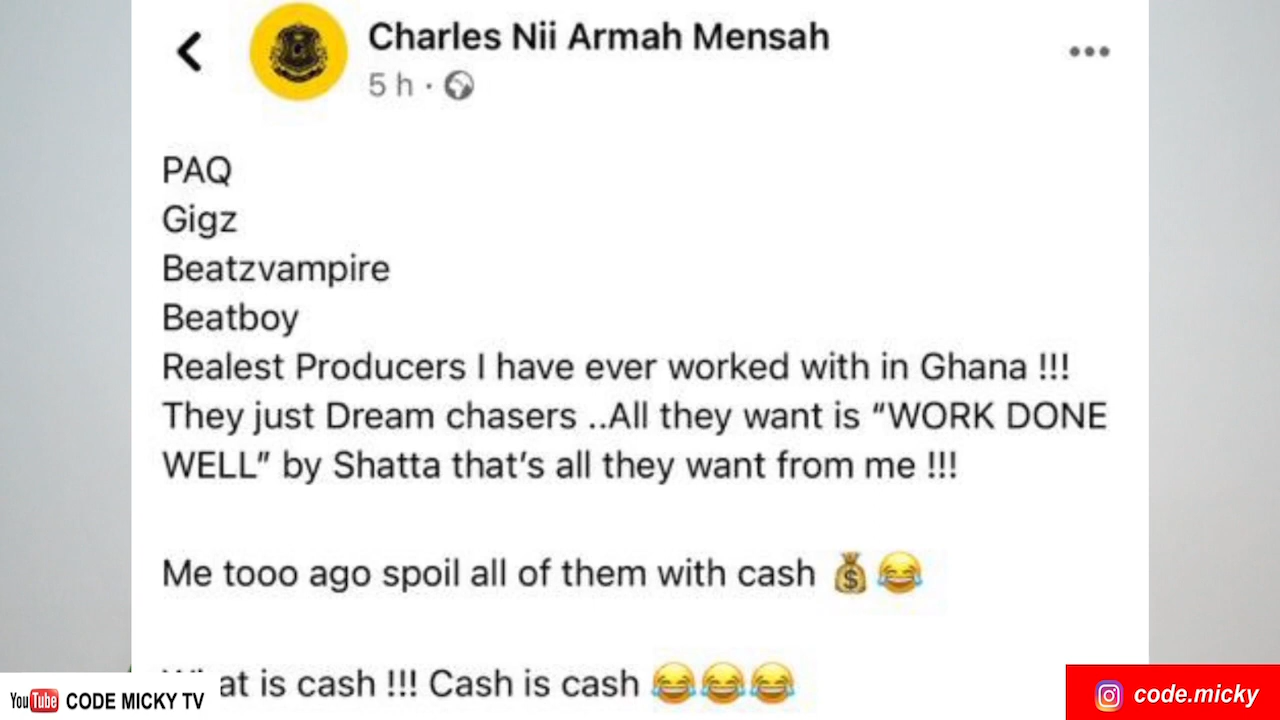 Charles Nii Armah Mensah
5 h ·
PAQ
Gigz
Beatzvampire
Beatboy
Realest Producers I have ever worked with in Ghana !!!
They just Dream chasers ..All they want is “WORK DONE
WELL” by Shatta that’s all they want from me !!!
Me tooo ago spoil all of them with cash 💰😂
at is cash !!! Cash is cash 😂😂😂
YouTube CODE MICKY TV
code.micky